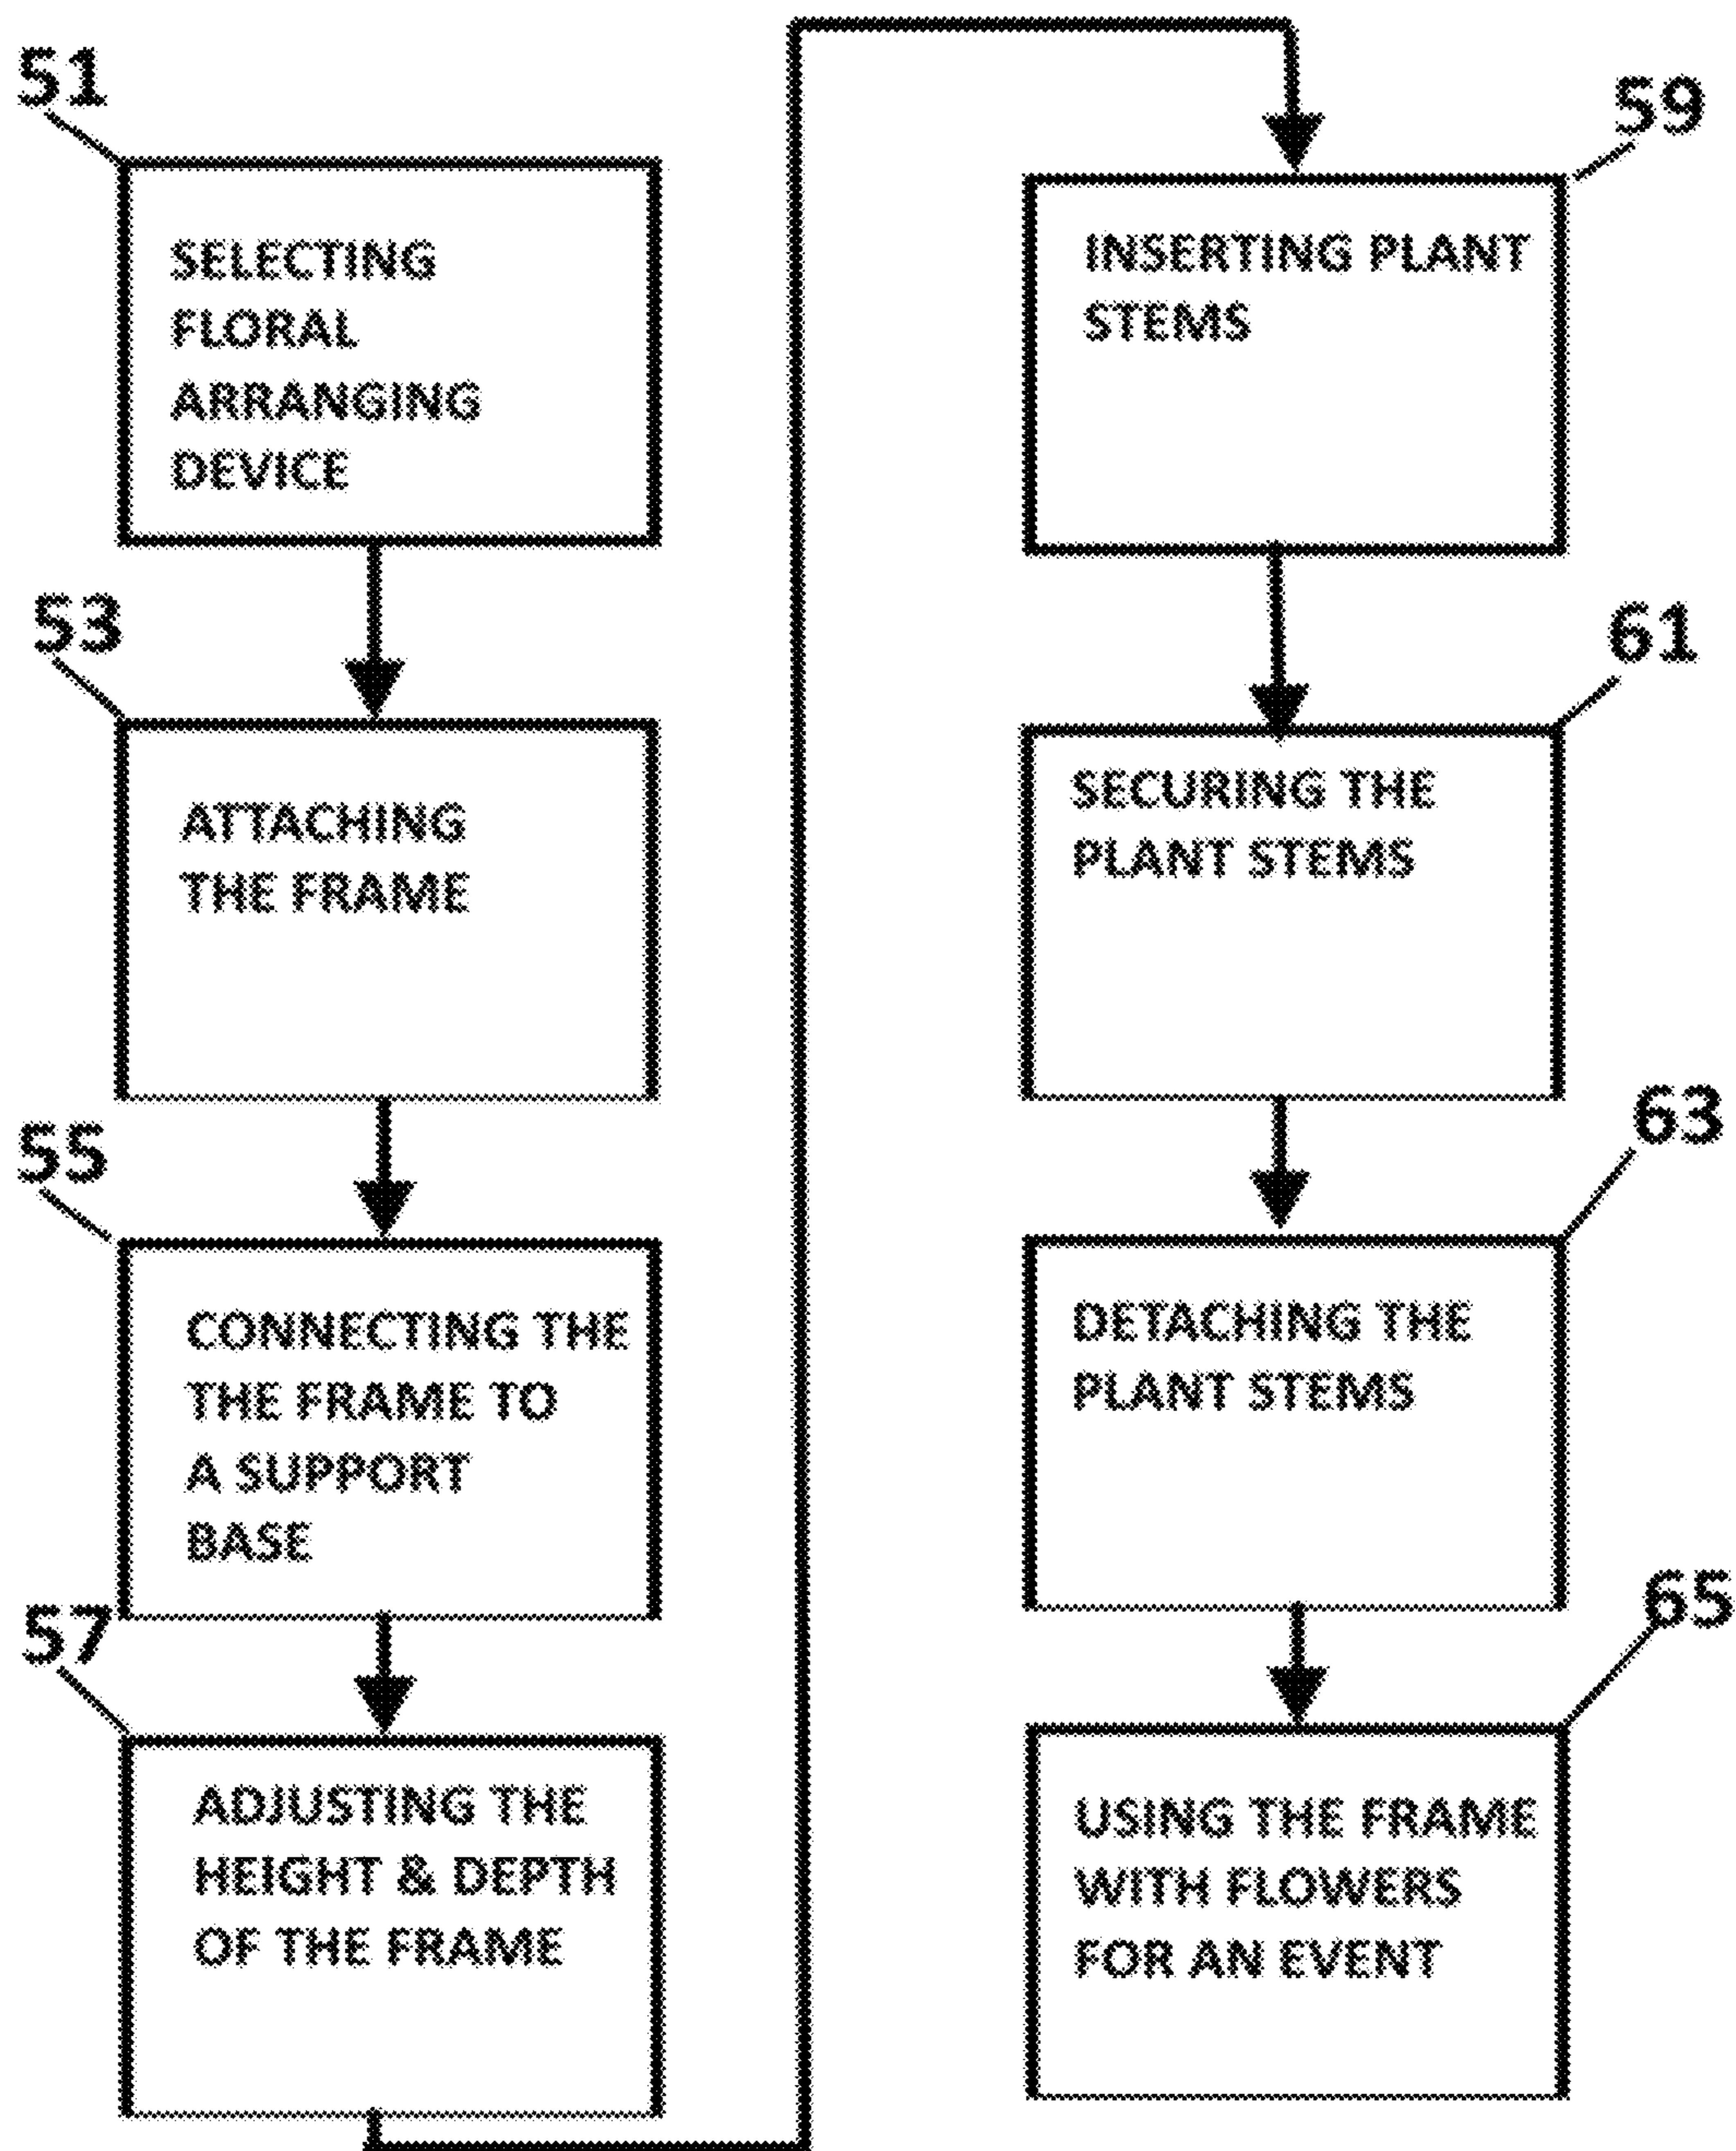 51
SELECTING
FLORAL
ARRANGING
DEVICE
53
ATTACHING
THE FRAME
55
CONNECTING THE
THE FRAME TO
A SUPPORT
BASE
57
ADJUSTING THE
HEIGHT & DEPTH
OF THE FRAME
59
INSERTING PLANT
STEMS
61
SECURING THE
PLANT STEMS
63
DETACHING THE
PLANT STEMS
65
USING THE FRAME
WITH FLOWERS
FOR AN EVENT